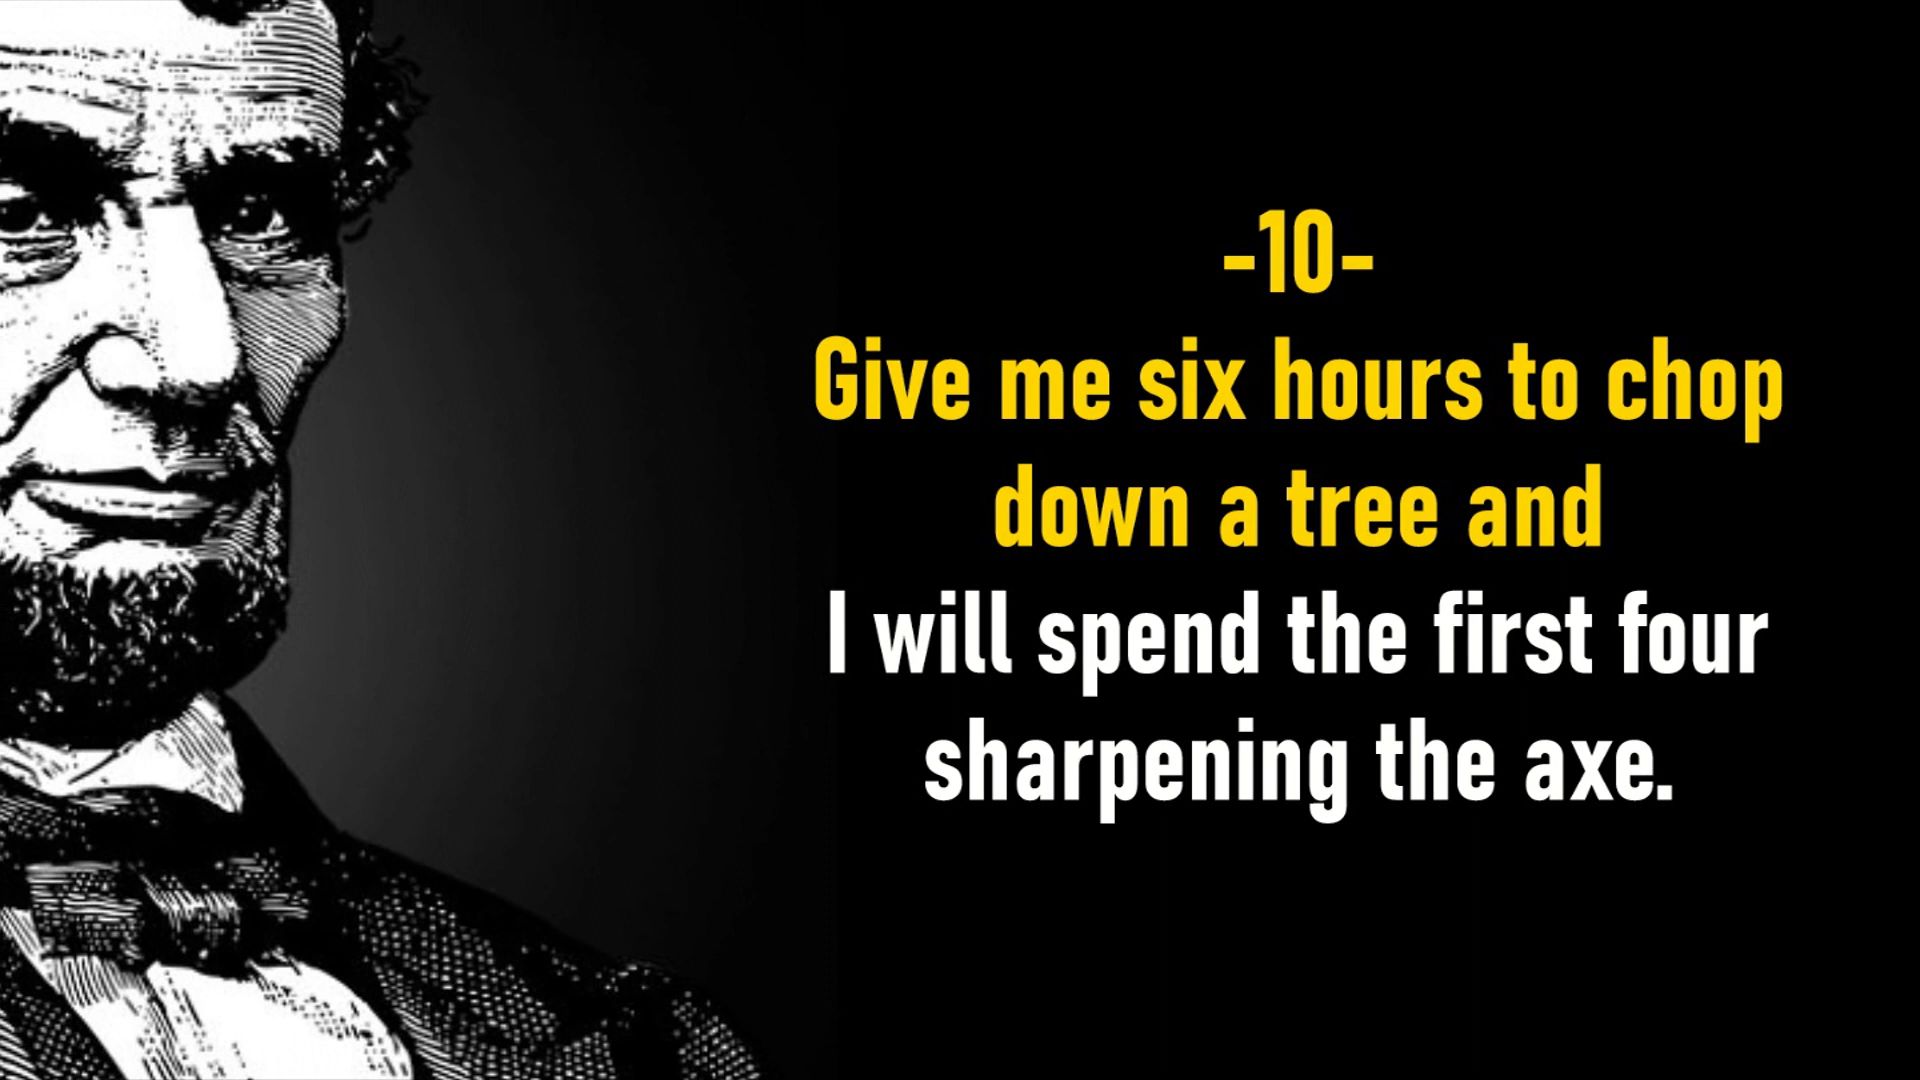 -10-
Give me six hours to chop
down a tree and
I will spend the first four
sharpening the axe.